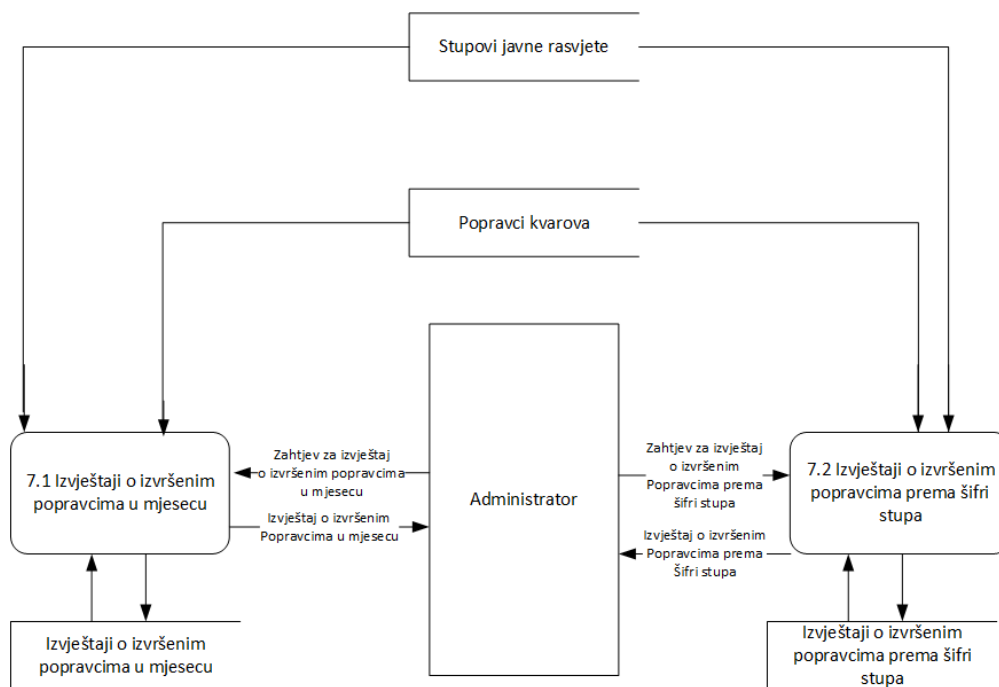 Stupovi javne rasvjete
Popravci kvarova
7.1 Izvještaji o izvršenim
popravcima u mjesecu
Zahtjev za izvještaj
o izvršenim popravcima
u mjesecu
Izvještaj o izvršenim
Popravcima u mjesecu
Administrator
Zahtjev za izvještaj
o izvršenim
Popravcima prema
šifri stupa
Izvještaj o izvršenim
Popravcima prema
Šifri stupa
7.2 Izvještaji o izvršenim
popravcima prema šifri
stupa
Izvještaji o izvršenim
popravcima u mjesecu
Izvještaji o izvršenim
popravcima prema šifri
stupa